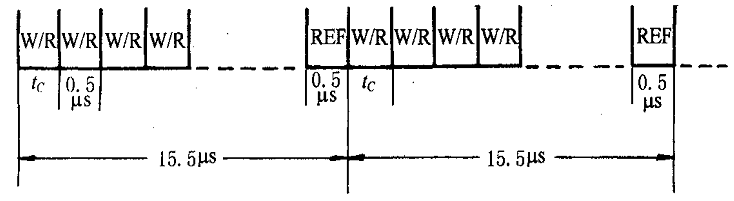 W/R W/R W/R W/R REF W/R W/R W/R W/R REF
tC 0.5 μs 0.5 μs tC 0.5 μs
15.5μs 15.5μs